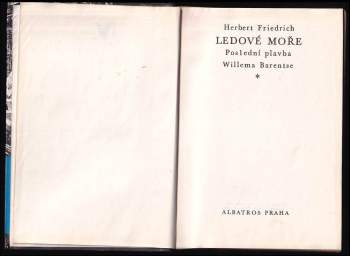 Herbert Friedrich
LEDOVÉ MOŘE
Poslední plavba
Willema Barentse
*
ALBATROS PRAHA